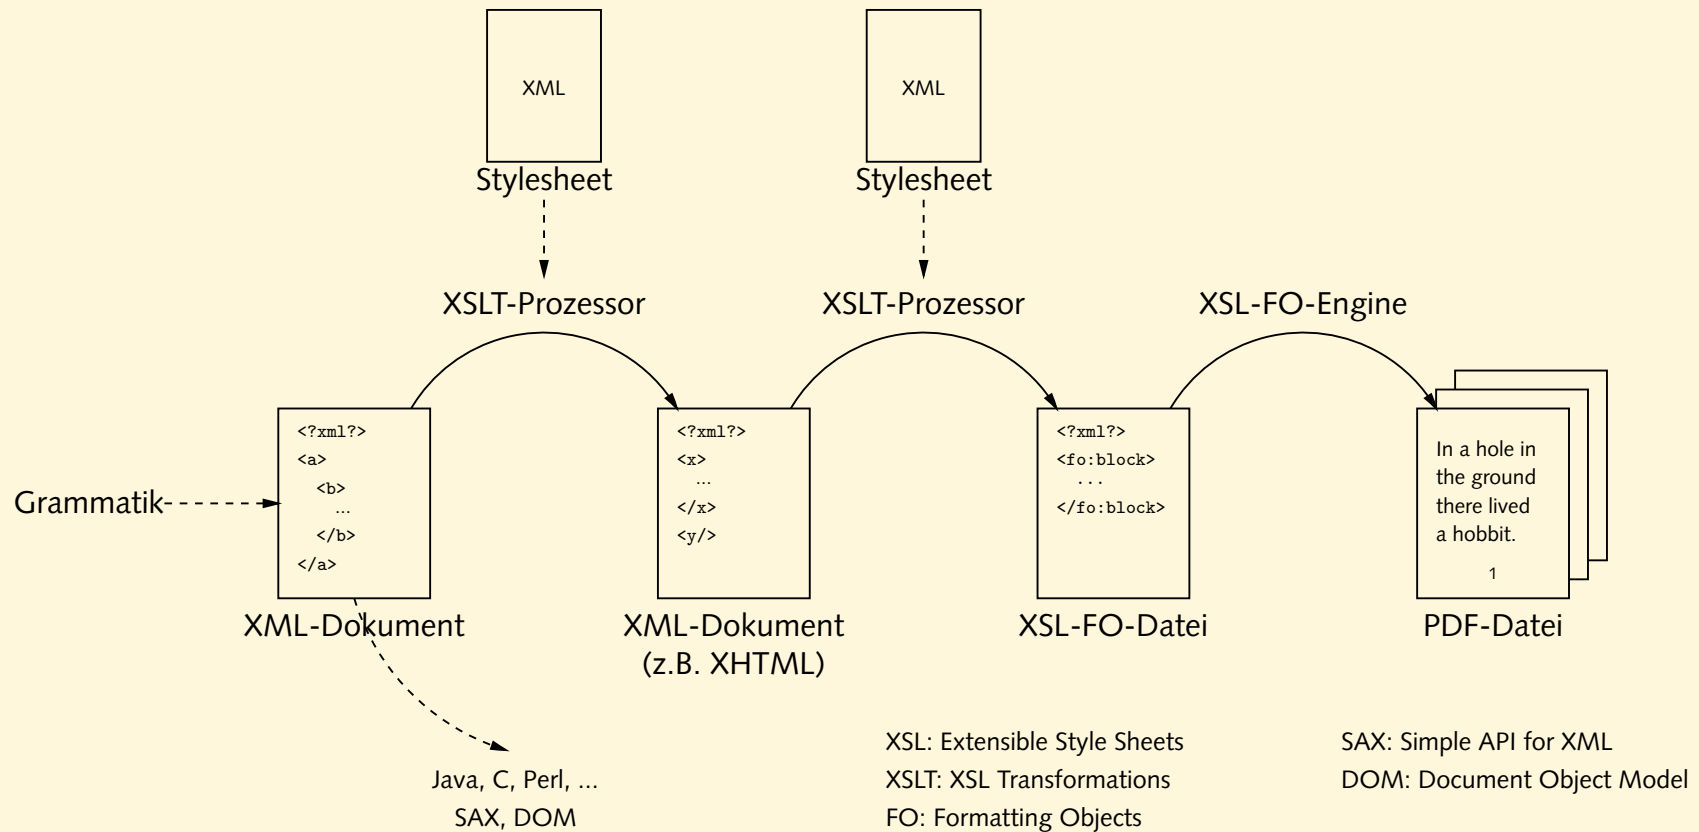 XML
XML
Stylesheet
Stylesheet
XSLT-Prozessor
XSLT-Prozessor
XSL-FO-Engine
Grammatik
<?xml?>
<a>
<b>
...
</b>
</a>
XML-Dokument
<?xml?>
<x>
...
</x>
<y/>
XML-Dokument
(z.B. XHTML)
<?xml?>
<fo:block>
...
</fo:block>
XSL-FO-Datei
In a hole in
the ground
there lived
a hobbit.
1
PDF-Datei
Java, C, Perl, ...
SAX, DOM
XSL: Extensible Style Sheets
XSLT: XSL Transformations
FO: Formatting Objects
SAX: Simple API for XML
DOM: Document Object Model